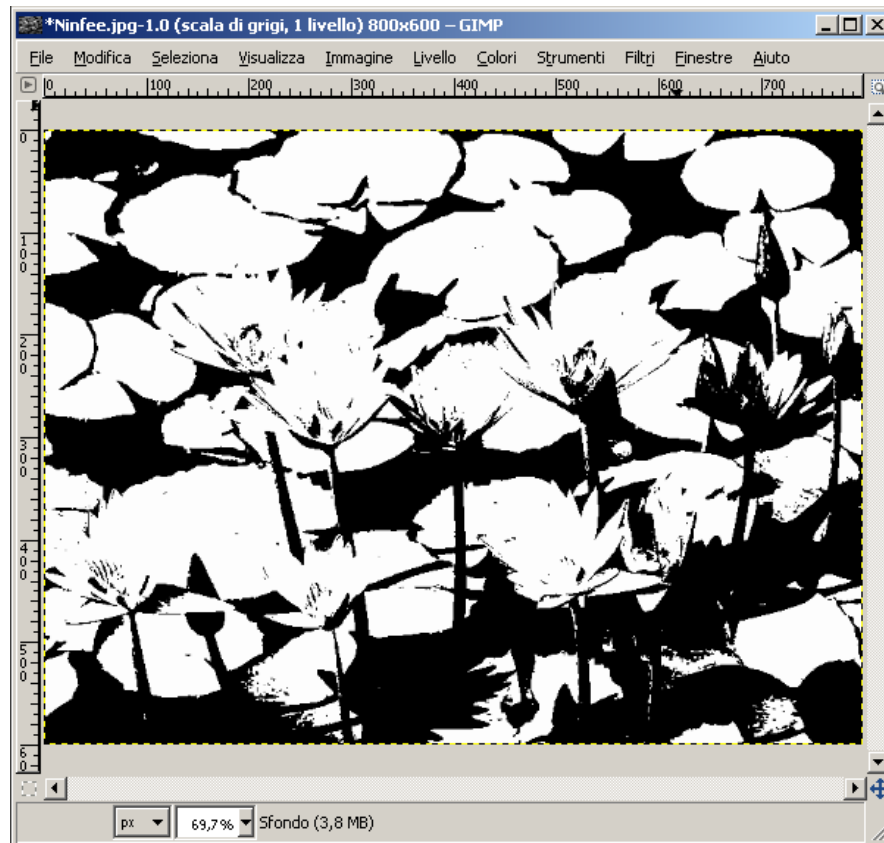 *Ninfee.jpg-1.0 (scala di grigi, 1 livello) 800x600 – GIMP
File Modifica Seleziona Visualizza Immagine Livello Colori Strumenti Filtri Finestre Aiuto
0 100 200 300 400 500 600 700
0
100
200
300
400
500
60
px 69,7% Sfondo (3,8 MB)